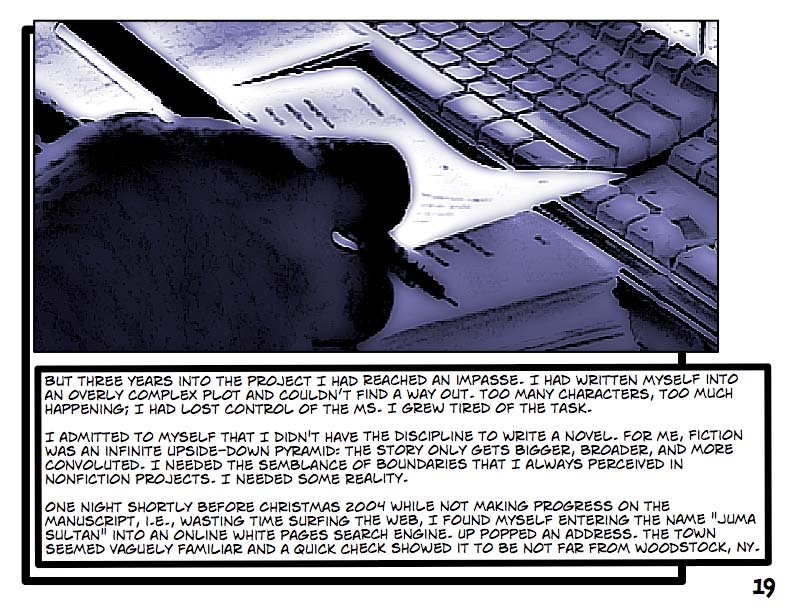 BUT THREE YEARS INTO THE PROJECT I HAD REACHED AN IMPASSE. I HAD WRITTEN MYSELF INTO
AN OVERLY COMPLEX PLOT AND COULDN'T FIND A WAY OUT. TOO MANY CHARACTERS, TOO MUCH
HAPPENING; I HAD LOST CONTROL OF THE MS. I GREW TIRED OF THE TASK.
I ADMITTED TO MYSELF THAT I DIDN'T HAVE THE DISCIPLINE TO WRITE A NOVEL. FOR ME, FICTION
WAS AN INFINITE UPSIDE-DOWN PYRAMID: THE STORY ONLY GETS BIGGER, BROADER, AND MORE
CONVOLUTED. I NEEDED THE SEMBLANCE OF BOUNDARIES THAT I ALWAYS PERCEIVED IN
NONFICTION PROJECTS. I NEEDED SOME REALITY.
ONE NIGHT SHORTLY BEFORE CHRISTMAS 2004 WHILE NOT MAKING PROGRESS ON THE
MANUSCRIPT, I.E., WASTING TIME SURFING THE WEB, I FOUND MYSELF ENTERING THE NAME "JUMA
SULTAN" INTO AN ONLINE WHITE PAGES SEARCH ENGINE. UP POPPED AN ADDRESS. THE TOWN
SEEMED VAGUELY FAMILIAR AND A QUICK CHECK SHOWED IT TO BE NOT FAR FROM WOODSTOCK, NY.
19